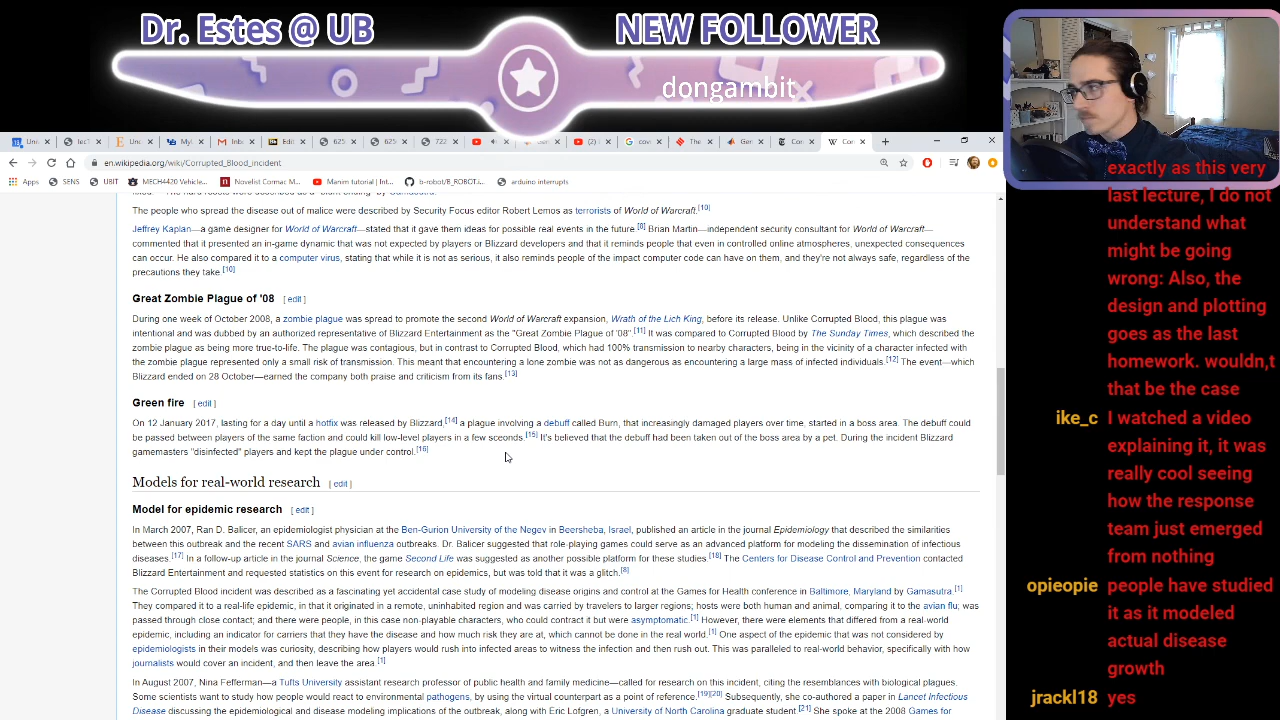 Dr. Estes @ UB
NEW FOLLOWER
dongambit
en.wikipedia.org/wiki/Corrupted_Blood_incident
Apps
SENS
UBIT
MECH4420 Vehicle...
Novelist Cormac M...
Manim tutorial | Int...
b-robot/B_ROBOT...
arduino interrupts
The people who spread the disease out of malice were described by Security Focus editor Robert Lemos as terrorists of World of Warcraft.[10]
Jeffrey Kaplan—a game designer for World of Warcraft—stated that it gave them ideas for possible real events in the future.[8] Brian Martin—independent security consultant for World of Warcraft—
commented that it presented an in-game dynamic that was not expected by players or Blizzard developers and that it reminds people that even in controlled online atmospheres, unexpected consequences
can occur. He also compared it to a computer virus, stating that while it is not as serious, it also reminds people of the impact computer code can have on them, and they're not always safe, regardless of the
precautions they take.[10]
Great Zombie Plague of '08 [ edit ]
During one week of October 2008, a zombie plague was spread to promote the second World of Warcraft expansion, Wrath of the Lich King, before its release. Unlike Corrupted Blood, this plague was
intentional and was dubbed by an authorized representative of Blizzard Entertainment as the "Great Zombie Plague of '08".[11] It was compared to Corrupted Blood by The Sunday Times, which described the
zombie plague as being more true-to-life. The plague was contagious, but unlike Corrupted Blood, which had 100% transmission to nearby characters, being in the vicinity of a character infected with
the zombie plague represented only a small risk of transmission. This meant that encountering a lone zombie was not as dangerous as encountering a large mass of infected individuals.[12] The event—which
Blizzard ended on 28 October—earned the company both praise and criticism from its fans.[13]
Green fire [ edit ]
On 12 January 2017, lasting for a day until a hotfix was released by Blizzard,[14] a plague involving a debuff called Burn, that increasingly damaged players over time, started in a boss area. The debuff could
be passed between players of the same faction and could kill low-level players in a few seconds.[15] It's believed that the debuff had been taken out of the boss area by a pet. During the incident Blizzard
gamemasters "disinfected" players and kept the plague under control.[16]
Models for real-world research [ edit ]
Model for epidemic research [ edit ]
In March 2007, Ran D. Balicer, an epidemiologist physician at the Ben-Gurion University of the Negev in Beersheba, Israel, published an article in the journal Epidemiology that described the similarities
between this outbreak and the recent SARS and avian influenza outbreaks. Dr. Balicer suggested that role-playing games could serve as an advanced platform for modeling the dissemination of infectious
diseases.[17] In a follow-up article in the journal Science, the game Second Life was suggested as another possible platform for these studies.[18] The Centers for Disease Control and Prevention contacted
Blizzard Entertainment and requested statistics on this event for research on epidemics, but was told that it was a glitch.[8]
The Corrupted Blood incident was described as a fascinating yet accidental case study of modeling disease origins and control at the Games for Health conference in Baltimore, Maryland by Gamasutra.[1]
They compared it to a real-life epidemic, in that it originated in a remote, uninhabited region and was carried by travelers to larger regions; hosts were both human and animal, comparing it to the avian flu; was
passed through close contact; and there were people, in this case non-playable characters, who could contract it but were asymptomatic.[1] However, there were elements that differed from a real-world
epidemic, including an indicator for carriers that they have the disease and how much risk they are at, which cannot be done in the real world.[1] One aspect of the epidemic that was not considered by
epidemiologists in their models was curiosity, describing how players would rush into infected areas to witness the infection and then rush out. This was paralleled to real-world behavior, specifically with how
journalists would cover an incident, and then leave the area.[1]
In August 2007, Nina Fefferman—a Tufts University assistant research professor of public health and family medicine—called for research on this incident, citing the resemblances with biological plagues.
Some scientists want to study how people would react to environmental pathogens, by using the virtual counterpart as a point of reference.[19][20] Subsequently, she co-authored a paper in Lancet Infectious
Disease discussing the epidemiological and disease of the outbreak, along with Eric Lofgren, a University of North Carolina graduate student.[21] She spoke at the 2008 Games for
exactly as this very
last lecture, I do not
understand what
might be going
wrong: Also, the
design and plotting
goes as the last
homework. wouldn,t
that be the case
ike_c I watched a video
explaining it, it was
really cool seeing
how the response
team just emerged
from nothing
opieopie people have studied
it as it modeled
actual disease
growth
jrackl18 yes